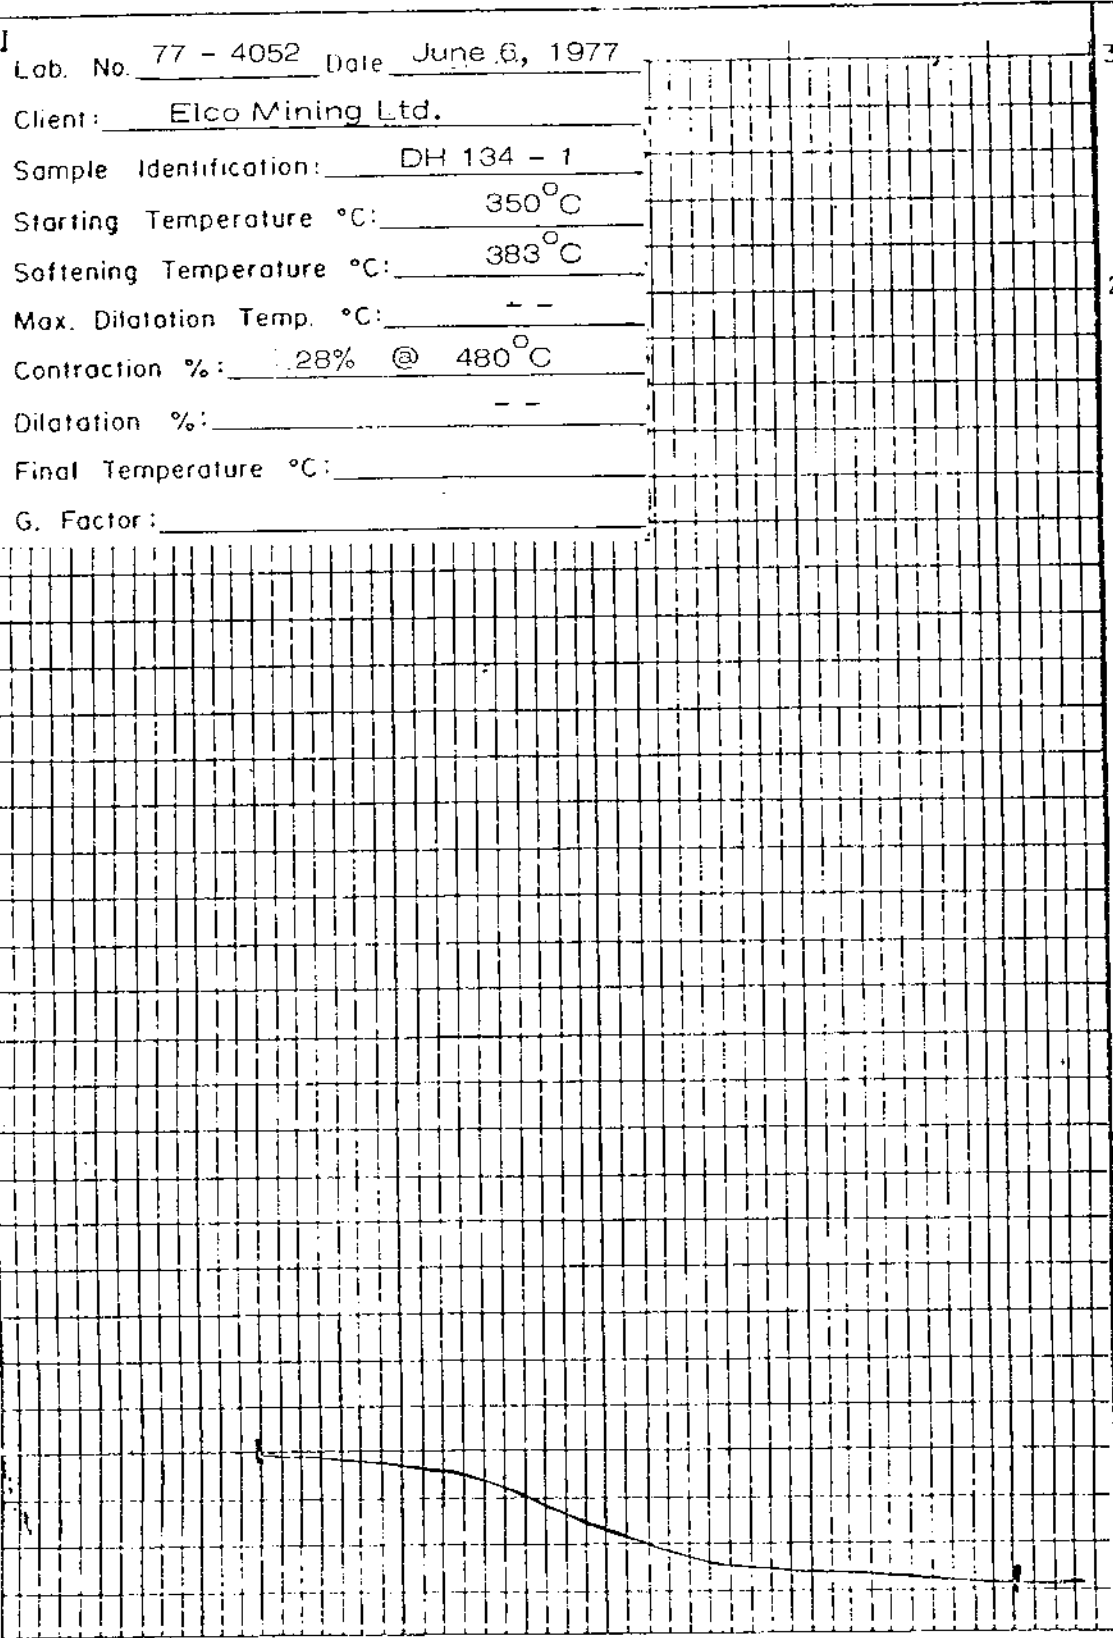 Lab. No. 77 - 4052 Date June 6, 1977
Client: Elco Mining Ltd.
Sample Identification: DH 134 - 1
Starting Temperature °C: 350°C
Softening Temperature °C: 383°C
Max. Dilatation Temp. °C: - -
Contraction %: 28% @ 480°C
Dilatation %: - -
Final Temperature °C:
G. Factor: